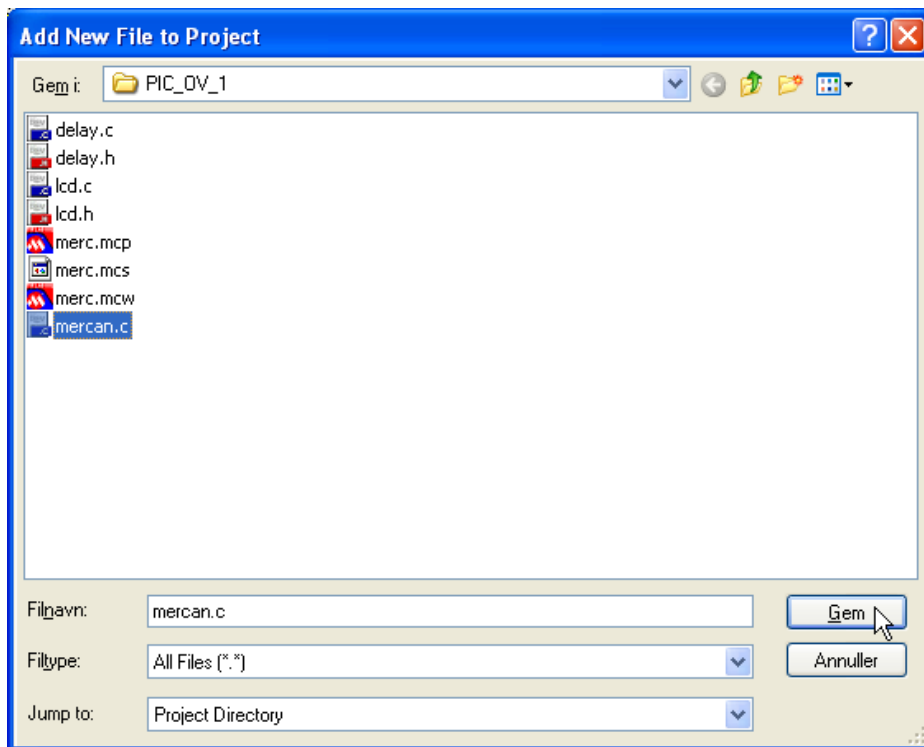 Add New File to Project
Gem i: PIC_OV_1
delay.c
delay.h
lcd.c
lcd.h
merc.mcp
merc.mcs
merc.mcw
mercan.c
Filnavn: mercan.c Gem
Filtype: All Files (*.*) Annuller
Jump to: Project Directory